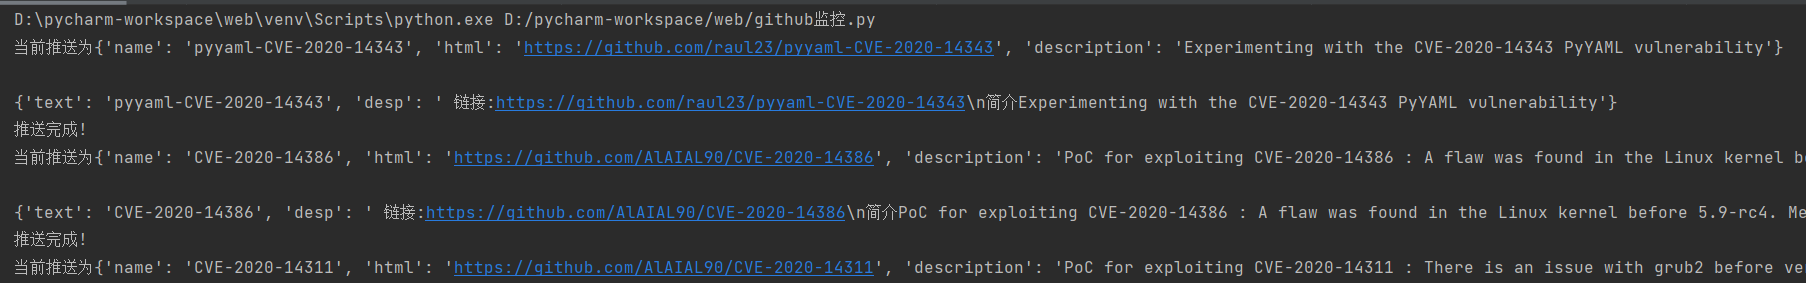 D:\pycharm-workspace\web\venv\Scripts\python.exe D:/pycharm-workspace/web/github监控.py
当前推送为{'name': 'pyyaml-CVE-2020-14343', 'html': 'https://github.com/raul23/pyyaml-CVE-2020-14343', 'description': 'Experimenting with the CVE-2020-14343 PyYAML vulnerability'}
{'text': 'pyyaml-CVE-2020-14343', 'desp': ' 链接:https://github.com/raul23/pyyaml-CVE-2020-14343\n简介Experimenting with the CVE-2020-14343 PyYAML vulnerability'}
推送完成!
当前推送为{'name': 'CVE-2020-14386', 'html': 'https://github.com/AlAIAL90/CVE-2020-14386', 'description': 'PoC for exploiting CVE-2020-14386 : A flaw was found in the Linux kernel be
{'text': 'CVE-2020-14386', 'desp': ' 链接:https://github.com/AlAIAL90/CVE-2020-14386\n简介PoC for exploiting CVE-2020-14386 : A flaw was found in the Linux kernel before 5.9-rc4. Me
推送完成!
当前推送为{'name': 'CVE-2020-14311', 'html': 'https://github.com/AlAIAL90/CVE-2020-14311', 'description': 'PoC for exploiting CVE-2020-14311 : There is an issue with grub2 before ve